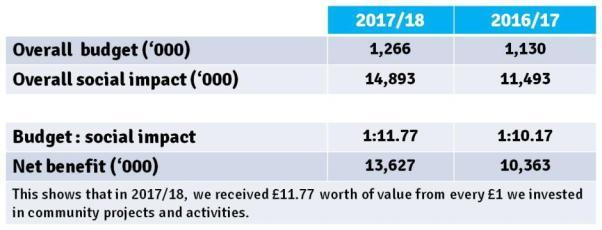 2017/18 2016/17
Overall budget (‘000) 1,266 1,130
Overall social impact (‘000) 14,893 11,493
Budget : social impact 1:11.77 1:10.17
Net benefit (‘000) 13,627 10,363
This shows that in 2017/18, we received £11.77 worth of value from every £1 we invested
in community projects and activities.